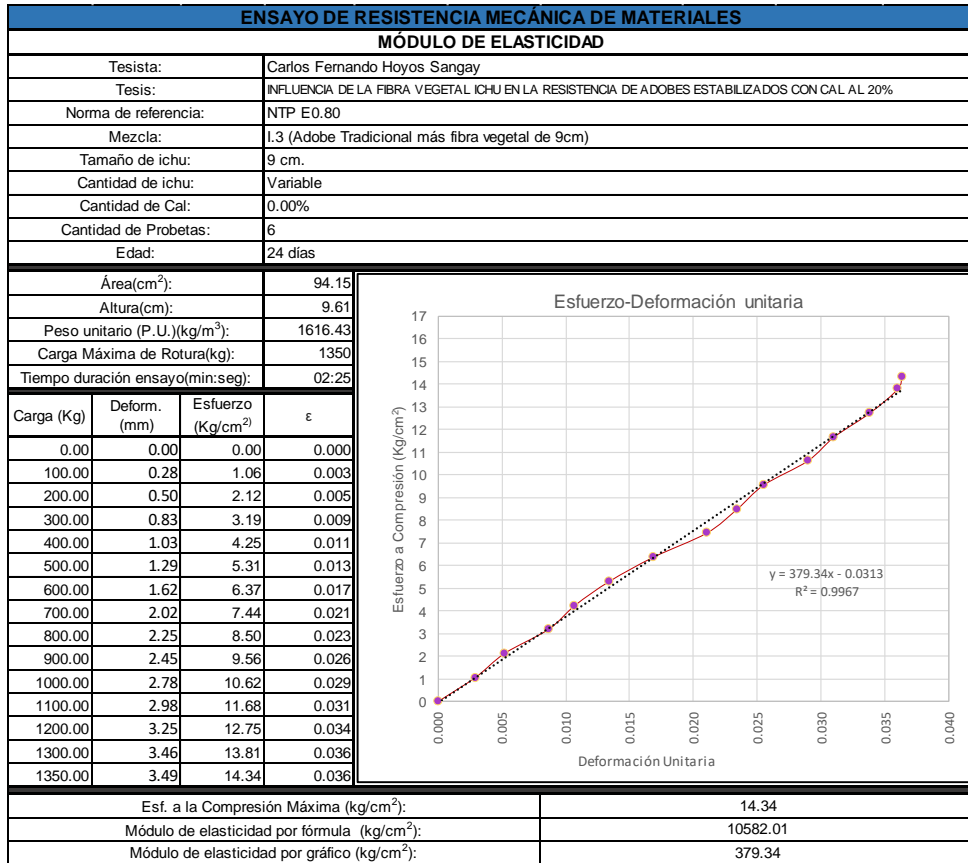 ENSAYO DE RESISTENCIA MECÁNICA DE MATERIALES
MÓDULO DE ELASTICIDAD
Tesista: Carlos Fernando Hoyos Sangay
Tesis: INFLUENCIA DE LA FIBRA VEGETAL ICHU EN LA RESISTENCIA DE ADOBES ESTABILIZADOS CON CAL AL 20%
Norma de referencia: NTP E0.80
Mezcla: I.3 (Adobe Tradicional más fibra vegetal de 9cm)
Tamaño de ichu: 9 cm.
Cantidad de ichu: Variable
Cantidad de Cal: 0.00%
Cantidad de Probetas: 6
Edad: 24 días
Área(cm²): 94.15
Altura(cm): 9.61
Peso unitario (P.U.)(kg/m³): 1616.43
Carga Máxima de Rotura(kg): 1350
Tiempo duración ensayo(min:seg): 02:25
Carga (Kg) Deform. (mm) Esfuerzo (Kg/cm²) ε
0.00 0.00 0.00 0.000
100.00 0.28 1.06 0.003
200.00 0.50 2.12 0.005
300.00 0.83 3.19 0.009
400.00 1.03 4.25 0.011
500.00 1.29 5.31 0.013
600.00 1.62 6.37 0.017
700.00 2.02 7.44 0.021
800.00 2.25 8.50 0.023
900.00 2.45 9.56 0.026
1000.00 2.78 10.62 0.029
1100.00 2.98 11.68 0.031
1200.00 3.25 12.75 0.034
1300.00 3.46 13.81 0.036
1350.00 3.49 14.34 0.036
Esfuerzo-Deformación unitaria
Esfuerzo a Compresión (Kg/cm²)
17
16
15
14
13
12
11
10
9
8
7
6
5
4
3
2
1
0
y = 379.34x - 0.0313
R² = 0.9967
0.000 0.005 0.010 0.015 0.020 0.025 0.030 0.035 0.040
Deformación Unitaria
Esf. a la Compresión Máxima (kg/cm²): 14.34
Módulo de elasticidad por fórmula (kg/cm²): 10582.01
Módulo de elasticidad por gráfico (kg/cm²): 379.34